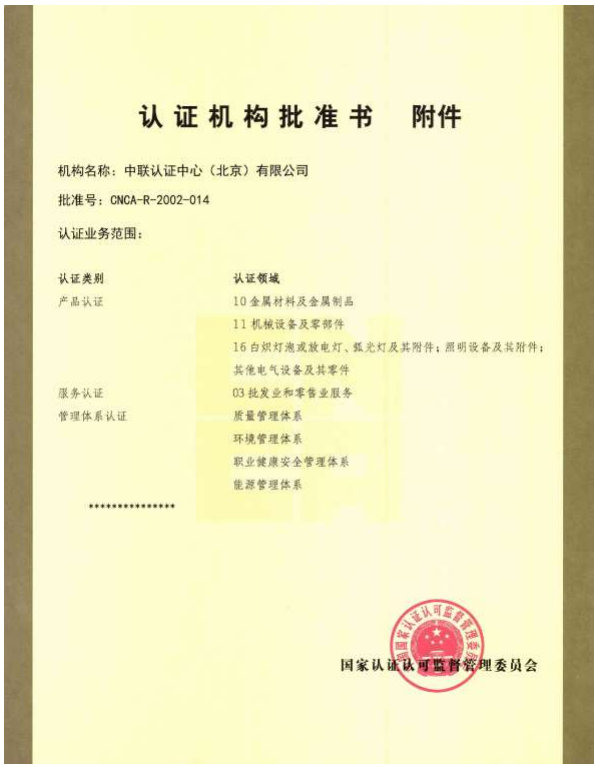 认证机构批准书 附件
机构名称：中联认证中心（北京）有限公司
批准号：CNCA-R-2002-014
认证业务范围：
认证类别 认证领域
产品认证 10 金属材料及金属制品
11 机械设备及零部件
16 白炽灯泡或放电灯、弧光灯及其附件；照明设备及其附件；
其他电气设备及其零件
服务认证 03 批发业和零售业服务
管理体系认证 质量管理体系
环境管理体系
职业健康安全管理体系
能源管理体系
***************
国家认证认可监督管理委员会